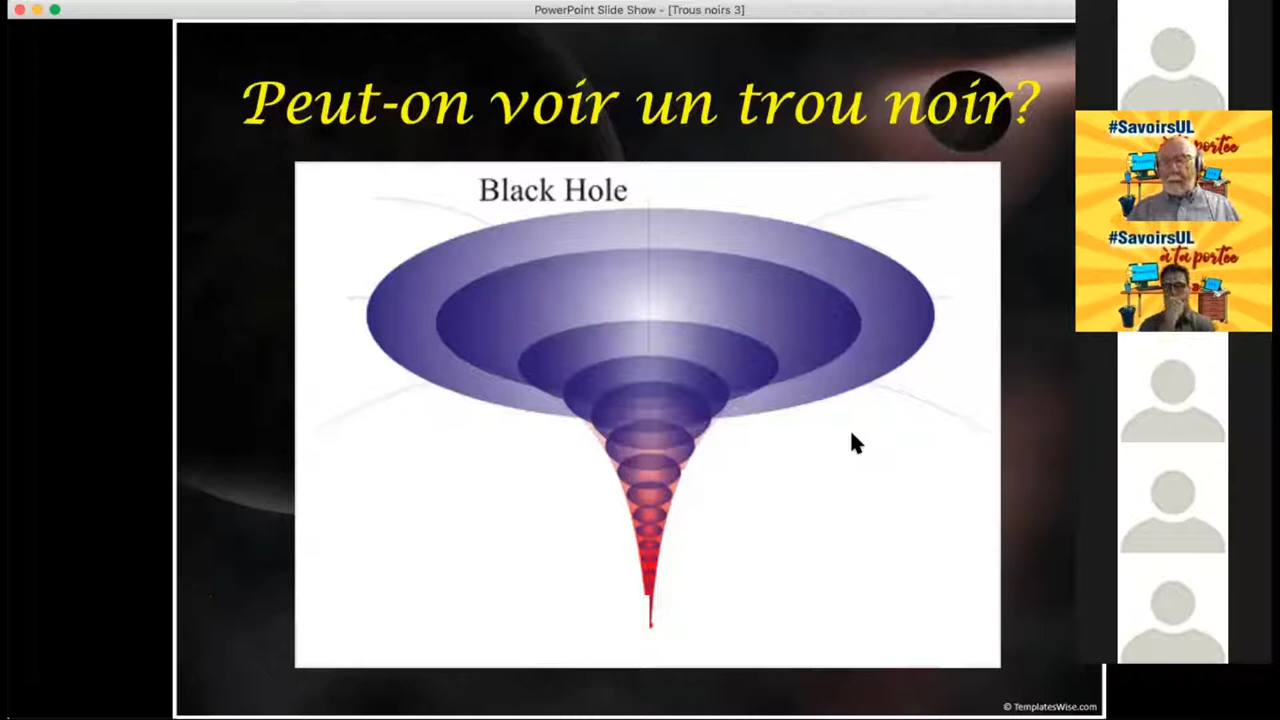 PowerPoint Slide Show - [Trous noirs 3]
Peut-on voir un trou noir?
Black Hole
#SavoirsUL
à ta portée
#SavoirsUL
à ta portée
© TemplatesWise.com